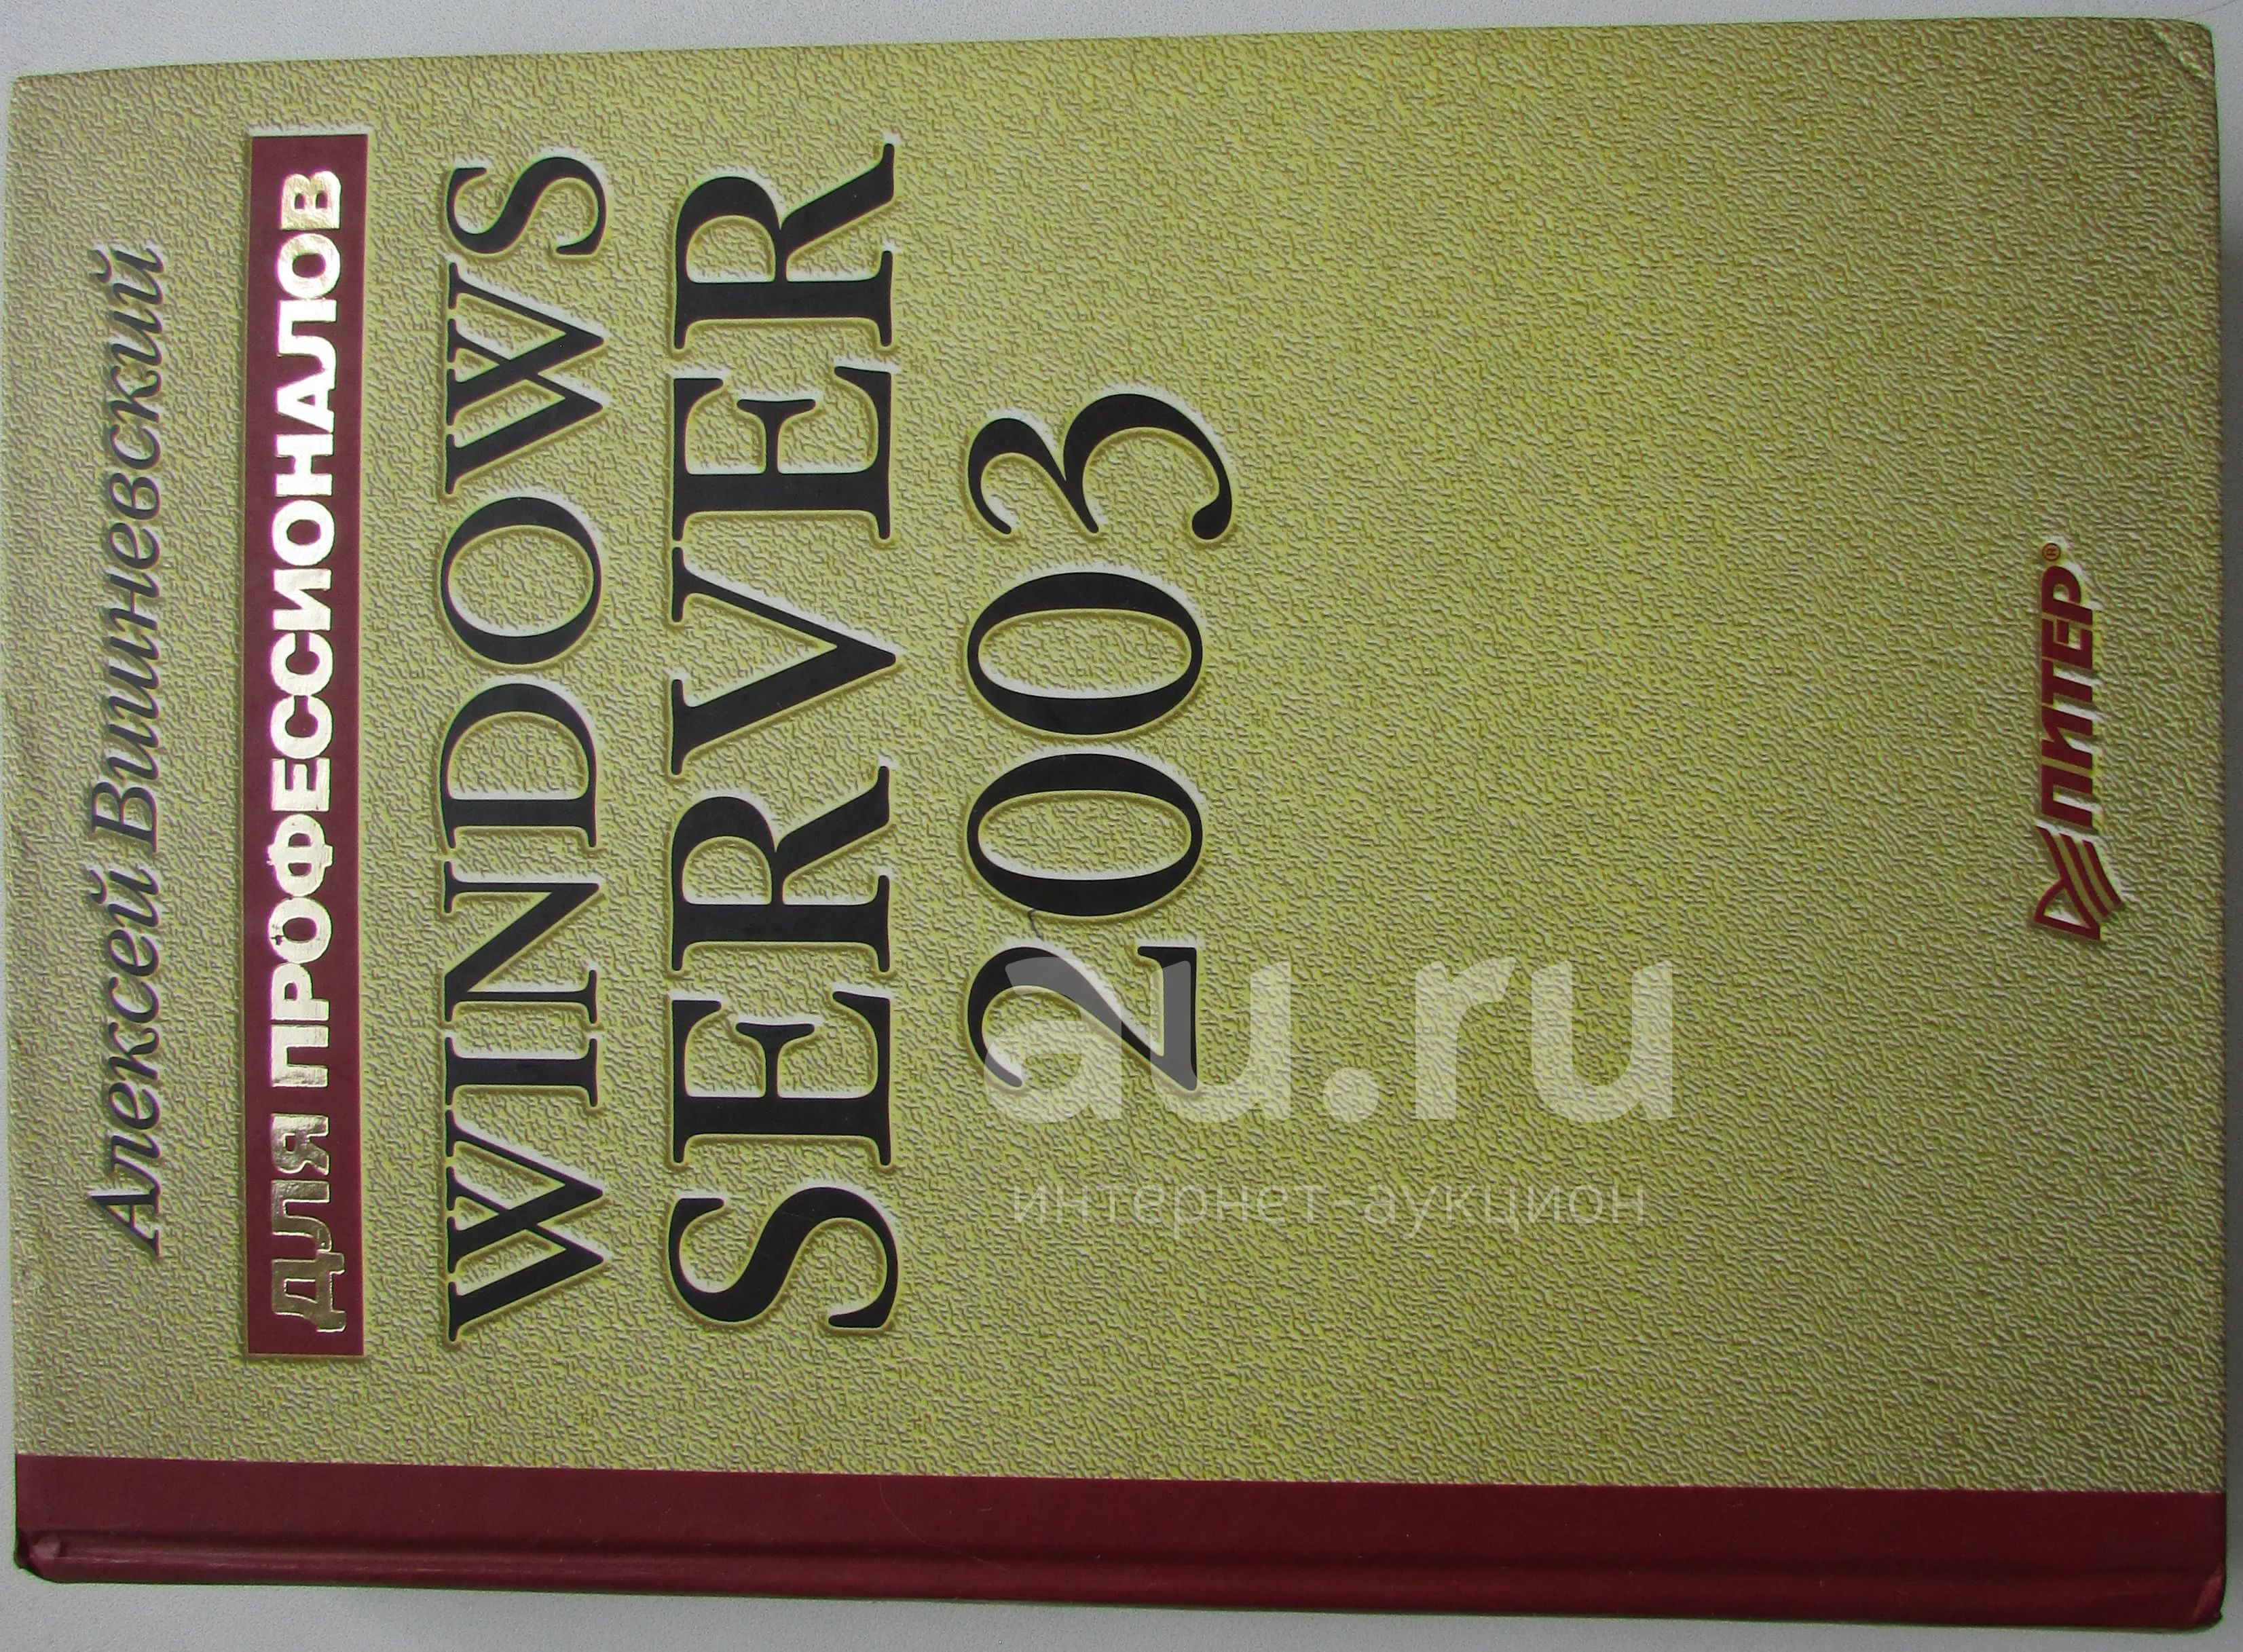 Алексей Вишневский
ДЛЯ ПРОФЕССИОНАЛОВ
WINDOWS
SERVER
2003
ПИТЕР®
au.ru
интернет-аукцион